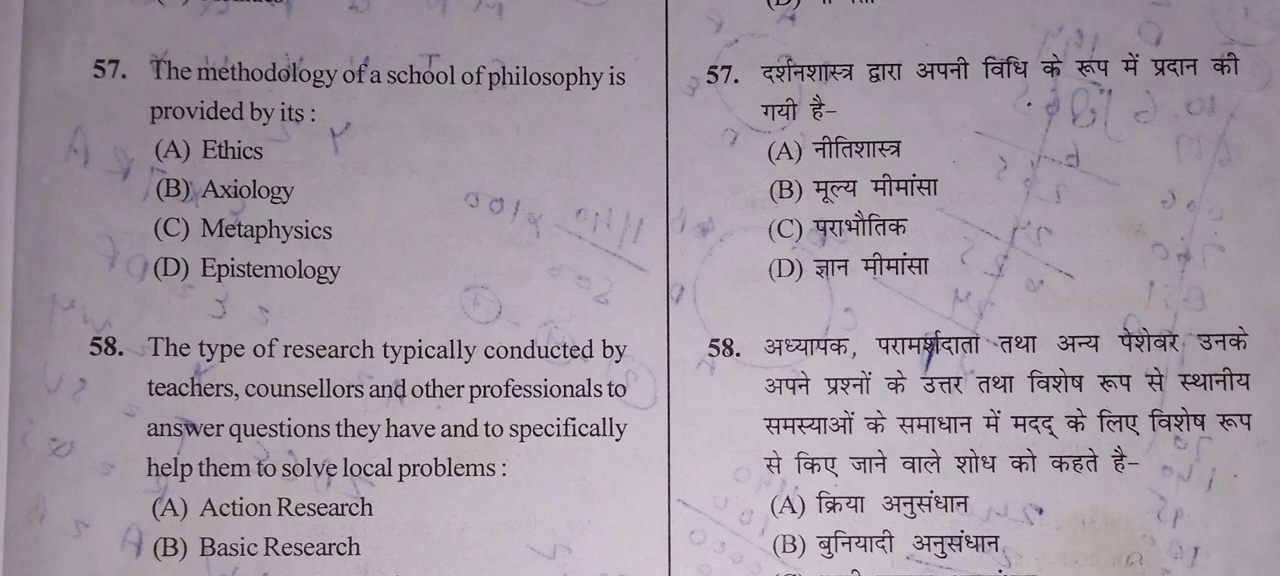 57. The methodology of a school of philosophy is
provided by its :
(A) Ethics
(B) Axiology
(C) Metaphysics
(D) Epistemology
58. The type of research typically conducted by
teachers, counsellors and other professionals to
answer questions they have and to specifically
help them to solve local problems :
(A) Action Research
(B) Basic Research
57. दर्शनशास्त्र द्वारा अपनी विधि के रूप में प्रदान की
गयी है–
(A) नीतिशास्त्र
(B) मूल्य मीमांसा
(C) पराभौतिक
(D) ज्ञान मीमांसा
58. अध्यापक, परामर्शदाता तथा अन्य पेशेवर उनके
अपने प्रश्नों के उत्तर तथा विशेष रूप से स्थानीय
समस्याओं के समाधान में मदद् के लिए विशेष रूप
से किए जाने वाले शोध को कहते है–
(A) क्रिया अनुसंधान
(B) बुनियादी अनुसंधान